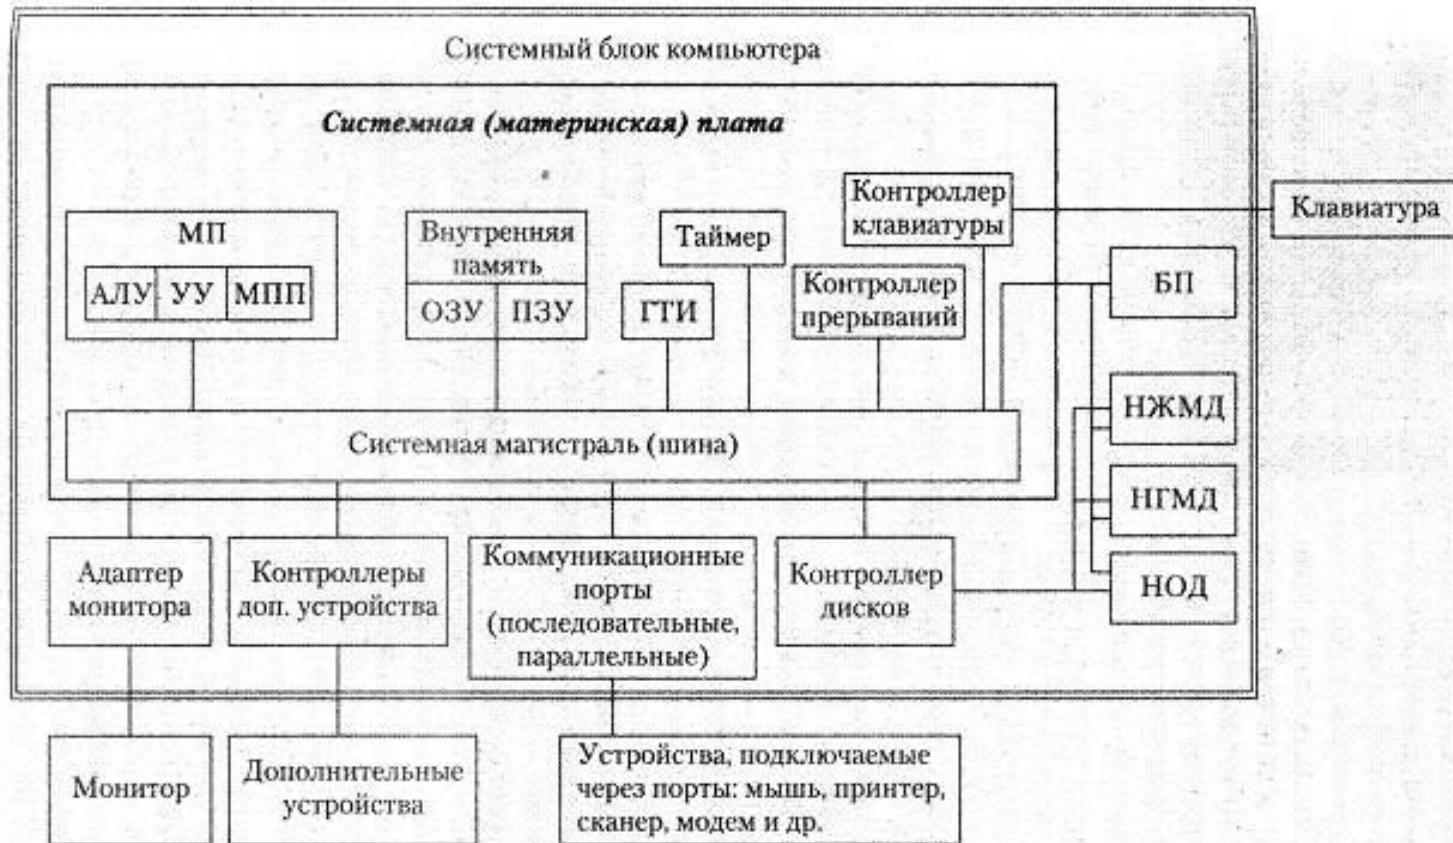 Системный блок компьютера
Системная (материнская) плата
МП
АЛУ УУ МПП
Внутренняя
память
ОЗУ ПЗУ
ГТИ
Таймер
Контроллер
клавиатуры
Контроллер
прерываний
Клавиатура
БП
НЖМД
НГМД
НОД
Системная магистраль (шина)
Адаптер
монитора
Контроллеры
доп. устройства
Коммуникационные
порты
(последовательные,
параллельные)
Контроллер
дисков
Монитор
Дополнительные
устройства
Устройства, подключаемые
через порты: мышь, принтер,
сканер, модем и др.